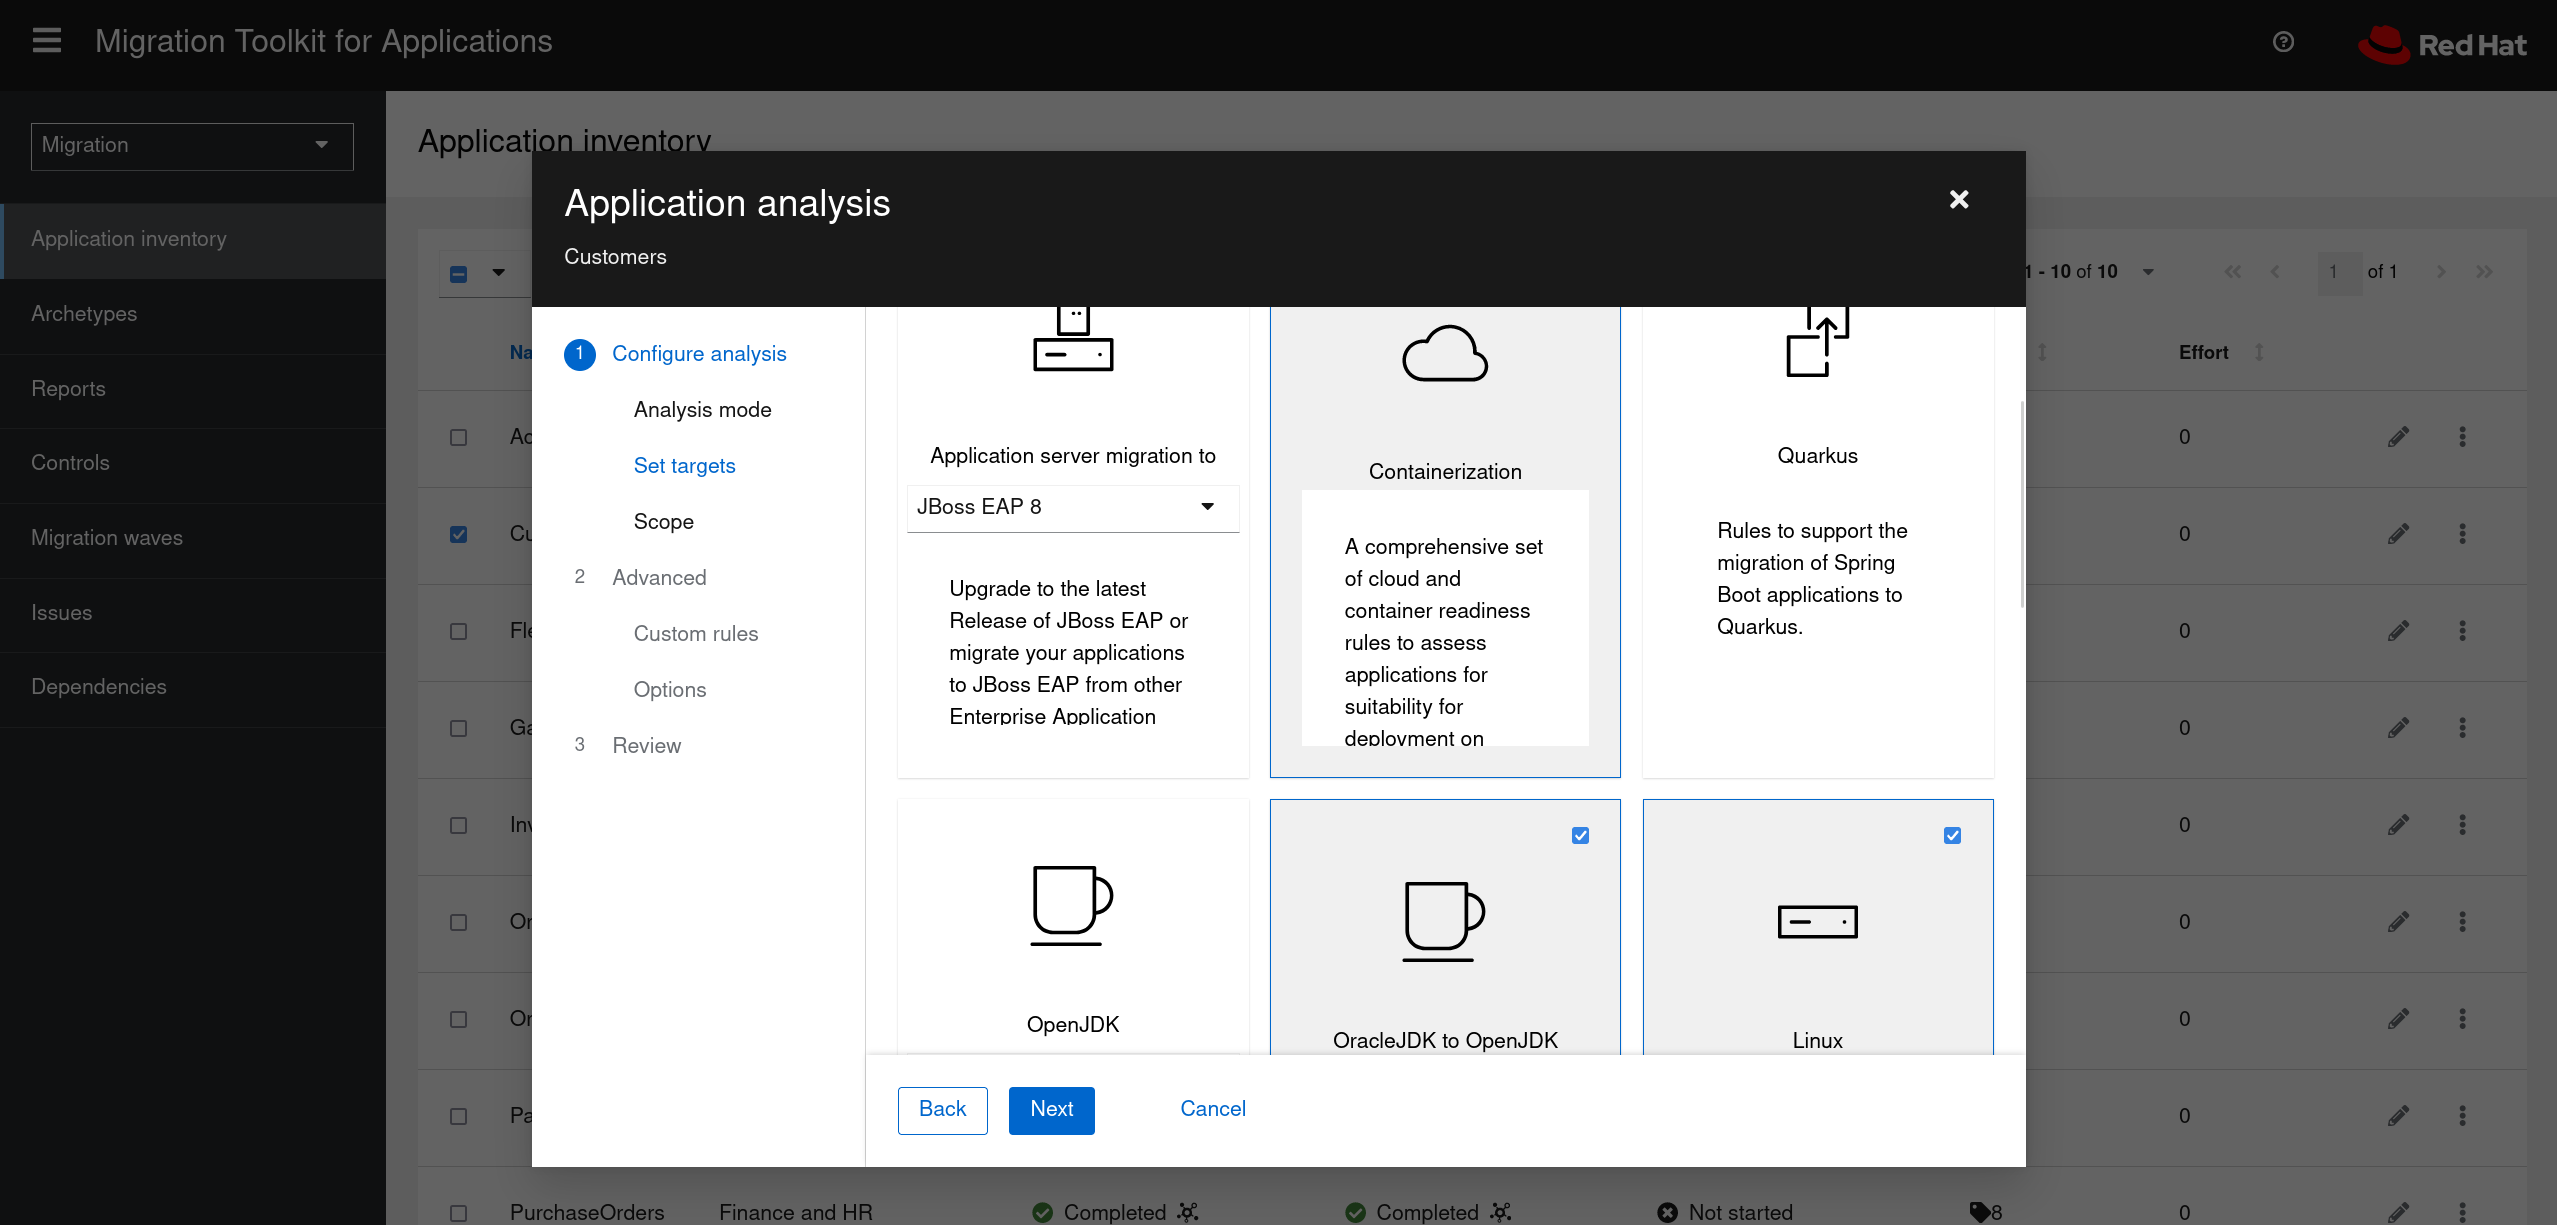 Migration Toolkit for Applications
Red Hat
Migration
Application inventory
Archetypes
Reports
Controls
Migration waves
Issues
Dependencies
Application inventory
1 - 10 of 10
1
of 1
Effort
0
0
0
0
0
0
0
0
PurchaseOrders
Finance and HR
Completed
Completed
Not started
8
0
Application analysis
Customers
1 Configure analysis
Analysis mode
Set targets
Scope
2 Advanced
Custom rules
Options
3 Review
Application server migration to
JBoss EAP 8
Upgrade to the latest
Release of JBoss EAP or
migrate your applications
to JBoss EAP from other
Enterprise Application
Containerization
A comprehensive set
of cloud and
container readiness
rules to assess
applications for
suitability for
deployment on
Quarkus
Rules to support the
migration of Spring
Boot applications to
Quarkus.
OpenJDK
OracleJDK to OpenJDK
Linux
Back
Next
Cancel